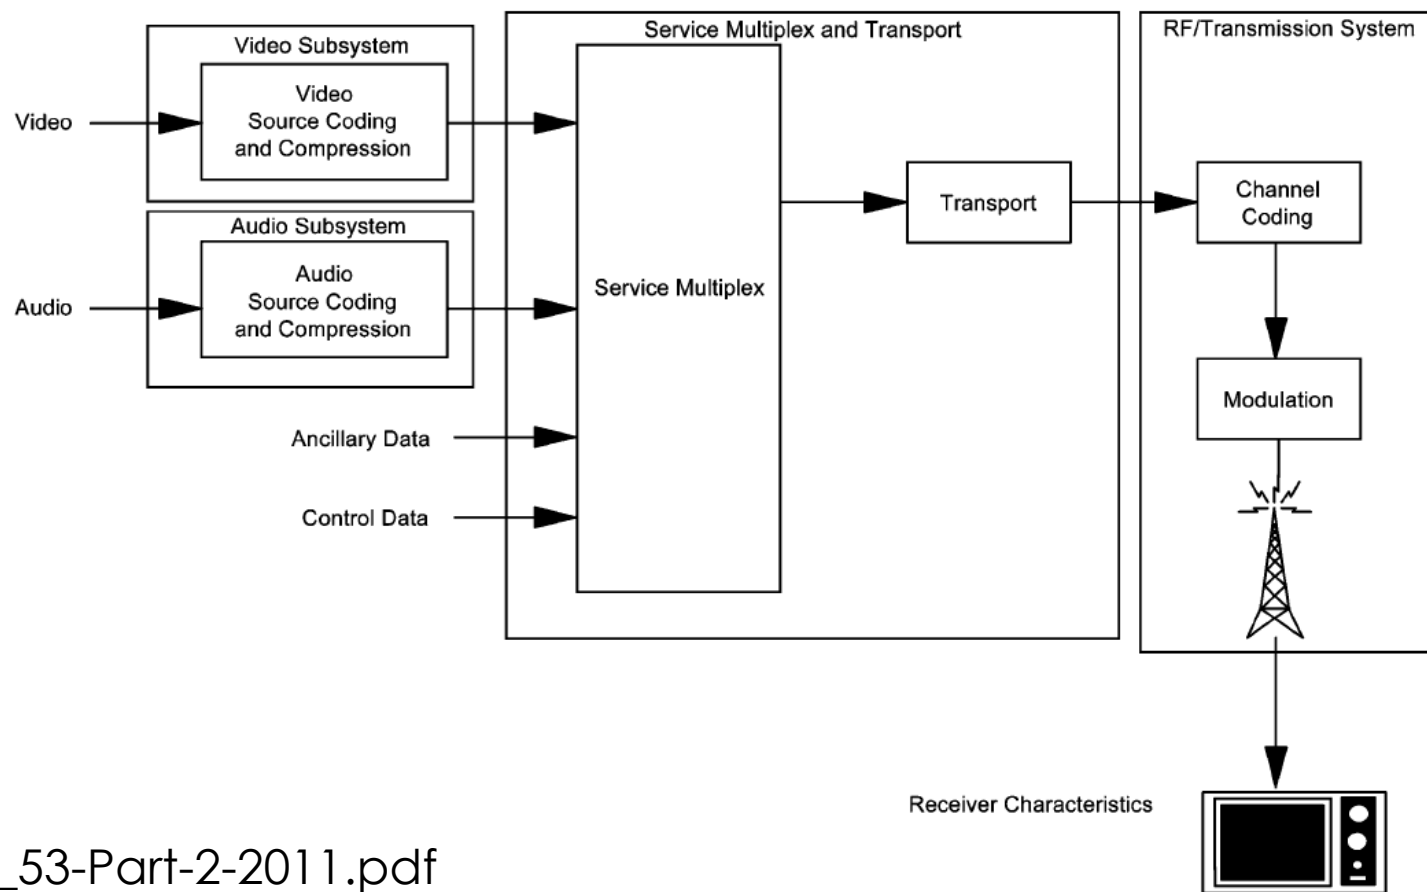 Service Multiplex and Transport
RF/Transmission System
Video Subsystem
Video
Video
Source Coding
and Compression
Audio Subsystem
Audio
Audio
Source Coding
and Compression
Service Multiplex
Transport
Channel
Coding
Modulation
Ancillary Data
Control Data
Receiver Characteristics
_53-Part-2-2011.pdf